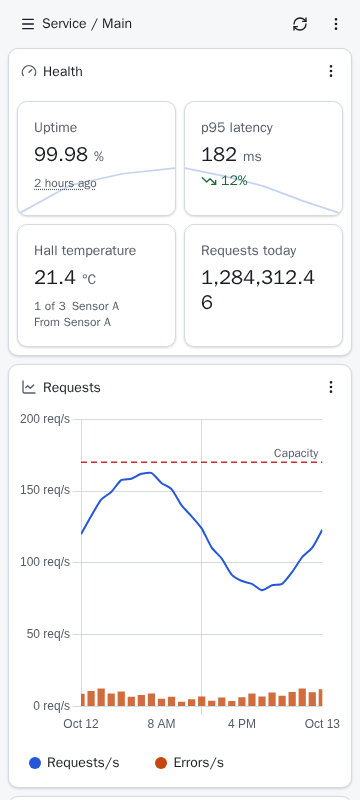 Service / Main
Health
Uptime
99.98 %
2 hours ago
p95 latency
182 ms
12%
Hall temperature
21.4 °C
1 of 3 Sensor A
From Sensor A
Requests today
1,284,312.4
6
Requests
200 req/s
Capacity
150 req/s
100 req/s
50 req/s
0 req/s
Oct 12 8 AM 4 PM Oct 13
Requests/s Errors/s